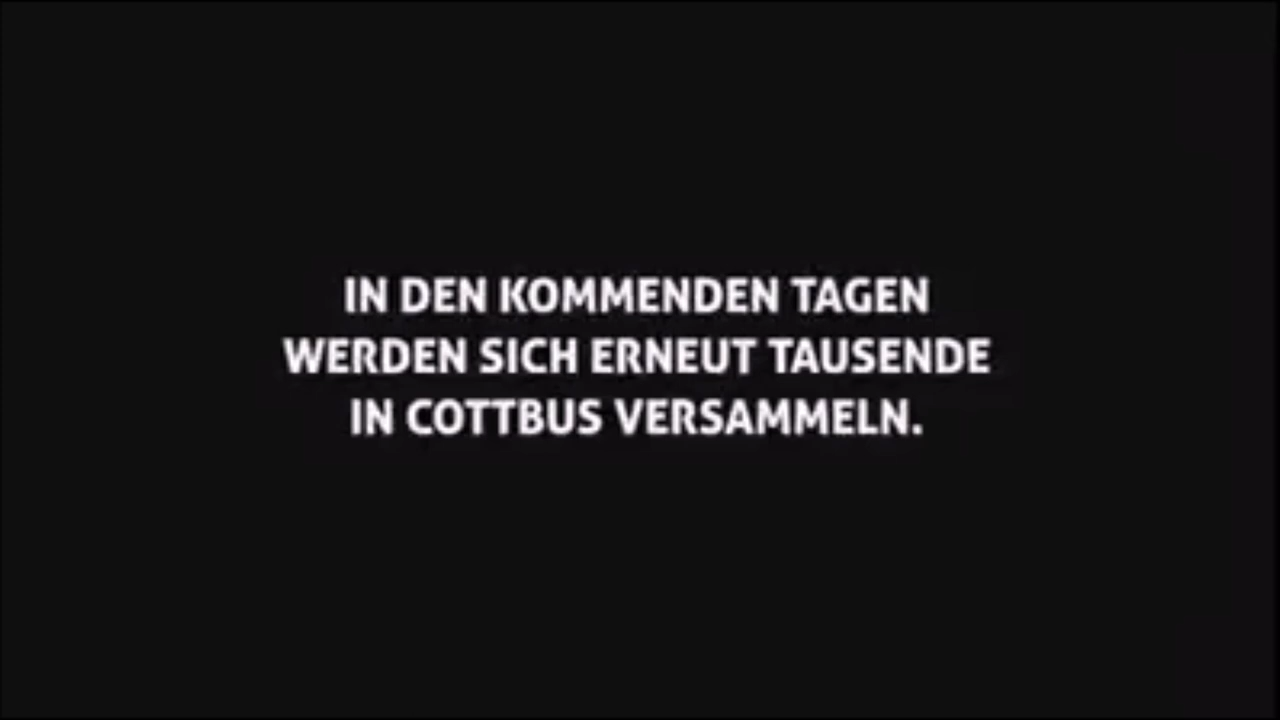 IN DEN KOMMENDEN TAGEN
WERDEN SICH ERNEUT TAUSENDE
IN COTTBUS VERSAMMELN.